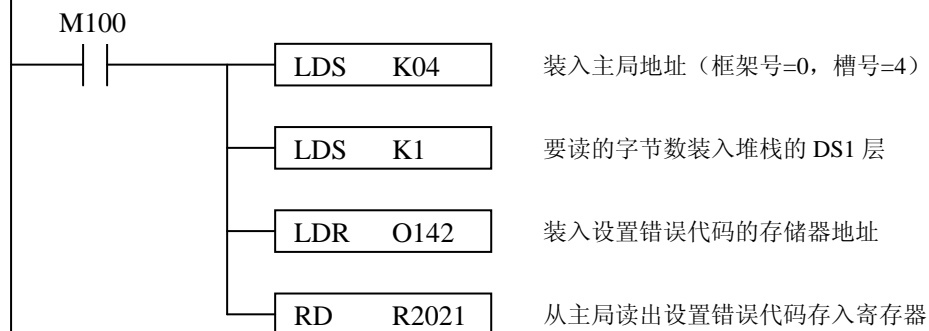 M100
LDS K04 装入主局地址（框架号=0，槽号=4）
LDS K1 要读的字节数装入堆栈的 DS1 层
LDR O142 装入设置错误代码的存储器地址
RD R2021 从主局读出设置错误代码存入寄存器